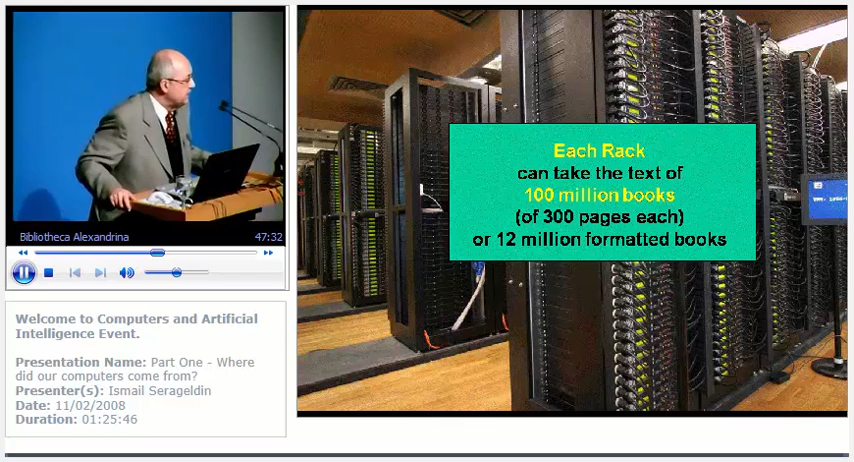 Bibliotheca Alexandrina 47:32
Welcome to Computers and Artificial
Intelligence Event.
Presentation Name: Part One - Where
did our computers come from?
Presenter(s): Ismail Serageldin
Date: 11/02/2008
Duration: 01:25:46
Each Rack
can take the text of
100 million books
(of 300 pages each)
or 12 million formatted books